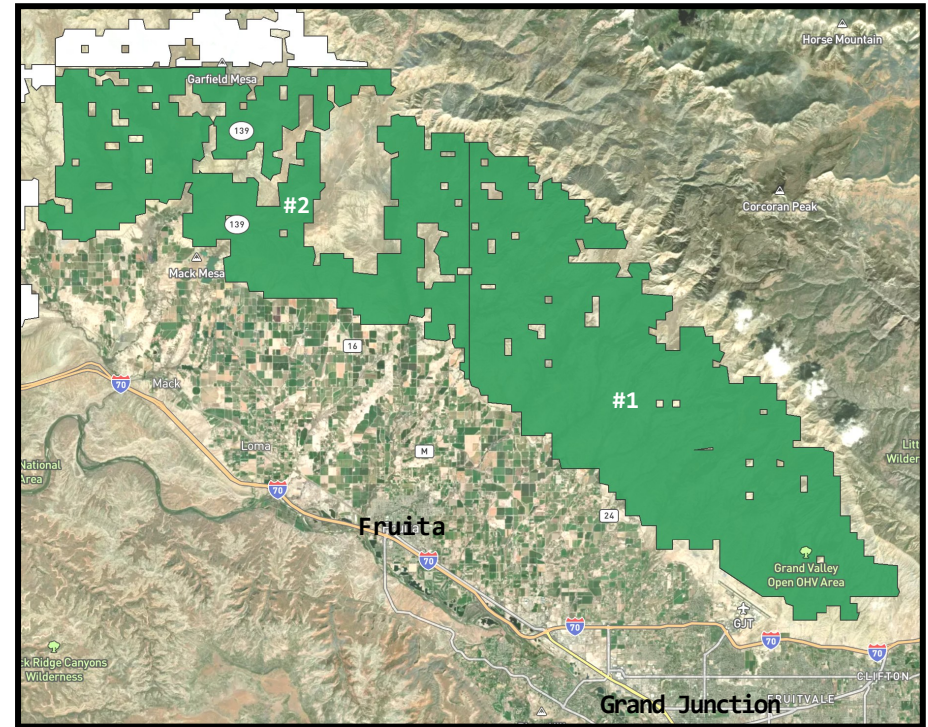 Horse Mountain
Garfield Mesa
139
Corcoran Peak
#2
139
Mack Mesa
16
70
Mack
#1
Loma
M
Litt
Wilder
National
Area
70
24
Fruita
70
Grand Valley
Open OHV Area
GJT
70
70
70
ck Ridge Canyons
Wilderness
CLIFTON
FRUITVALE
Grand Junction